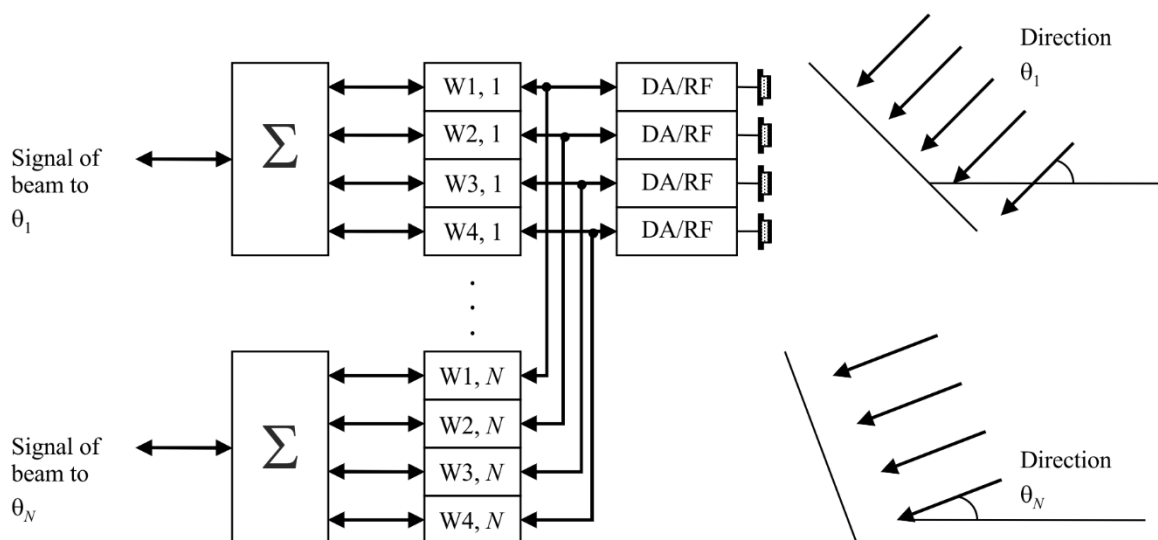 Signal of
beam to
θ1
Σ
W1, 1
W2, 1
W3, 1
W4, 1
DA/RF
DA/RF
DA/RF
DA/RF
Direction
θ1
.
.
.
Signal of
beam to
θN
Σ
W1, N
W2, N
W3, N
W4, N
Direction
θN